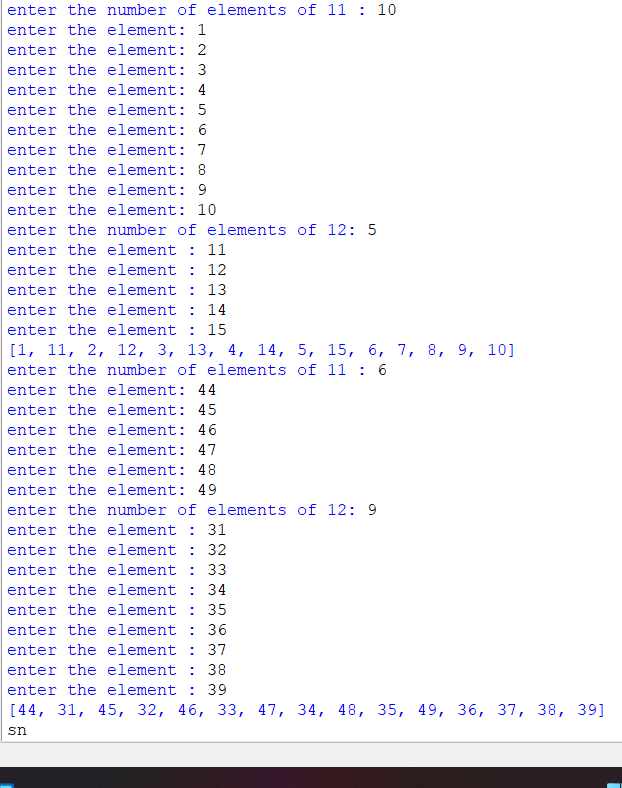 enter the number of elements of l1 : 10
enter the element: 1
enter the element: 2
enter the element: 3
enter the element: 4
enter the element: 5
enter the element: 6
enter the element: 7
enter the element: 8
enter the element: 9
enter the element: 10
enter the number of elements of l2: 5
enter the element : 11
enter the element : 12
enter the element : 13
enter the element : 14
enter the element : 15
[1, 11, 2, 12, 3, 13, 4, 14, 5, 15, 6, 7, 8, 9, 10]
enter the number of elements of l1 : 6
enter the element: 44
enter the element: 45
enter the element: 46
enter the element: 47
enter the element: 48
enter the element: 49
enter the number of elements of l2: 9
enter the element : 31
enter the element : 32
enter the element : 33
enter the element : 34
enter the element : 35
enter the element : 36
enter the element : 37
enter the element : 38
enter the element : 39
[44, 31, 45, 32, 46, 33, 47, 34, 48, 35, 49, 36, 37, 38, 39]
sn